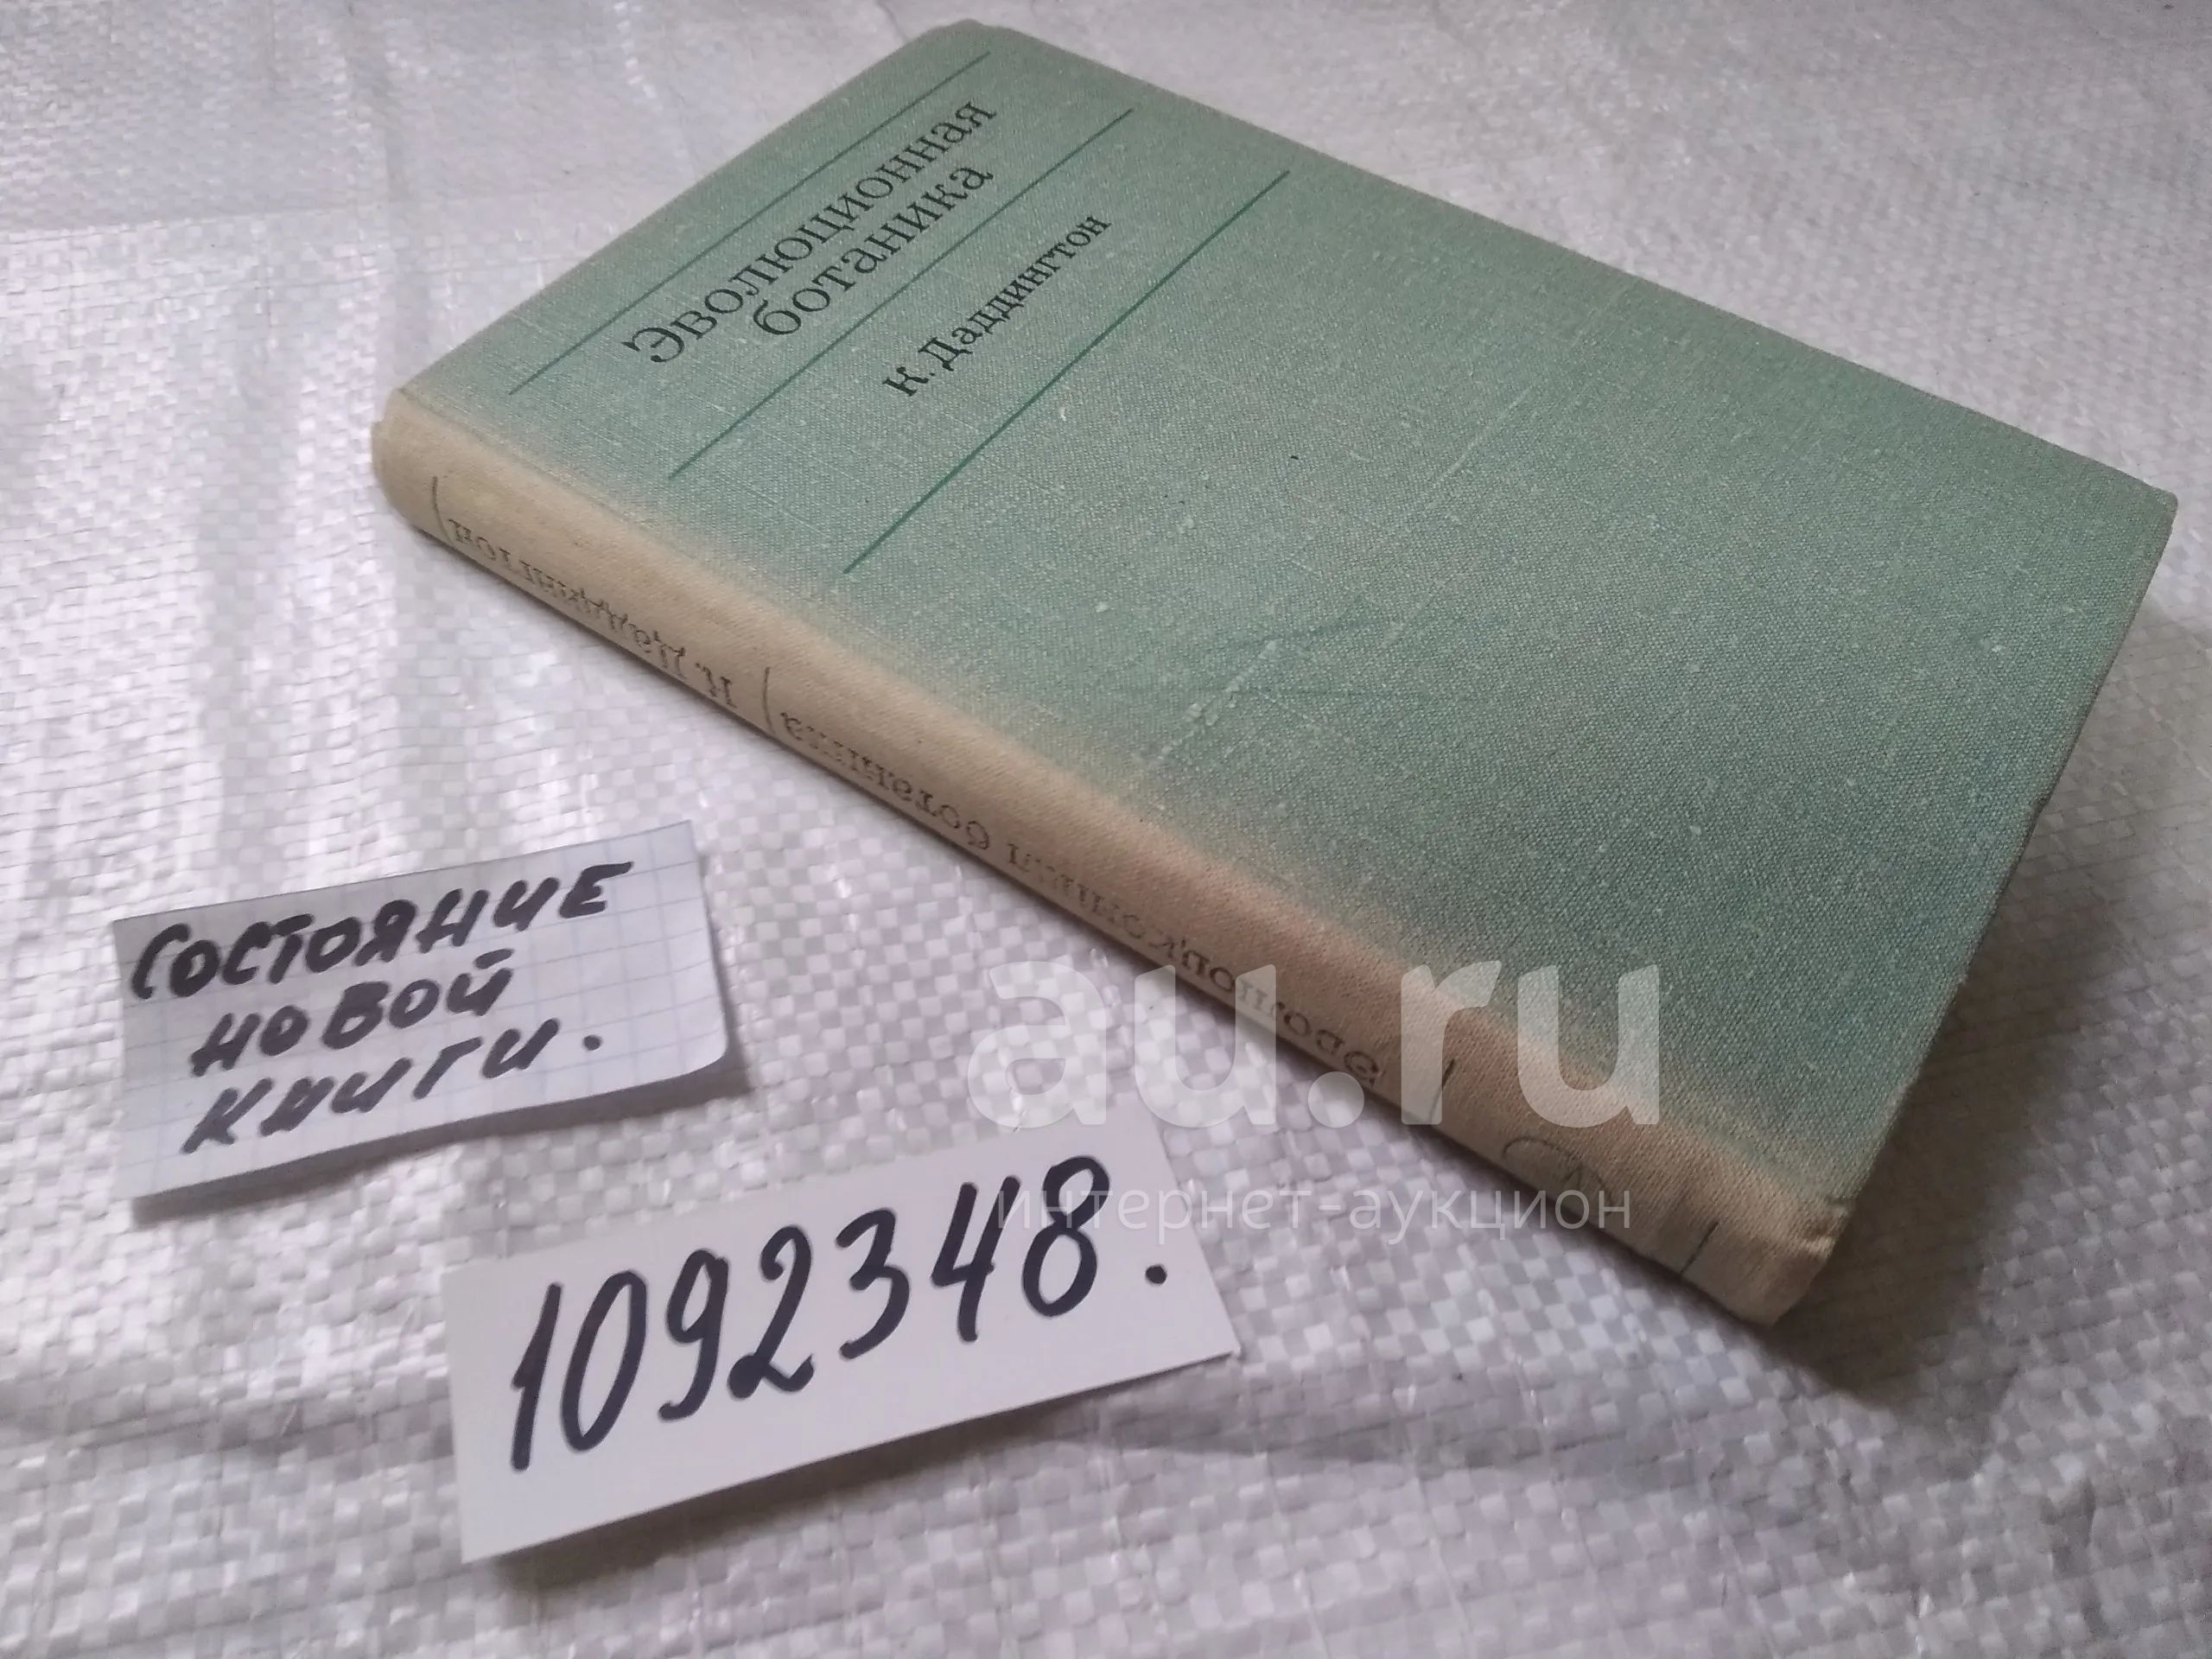 Эволюционная
ботаника
К. Даддингтон
К. Даддингтон
Эволюционная ботаника
СОСТОЯНИЕ
НОВОЙ
КНИГИ.
1092348.
au.ru
интернет-аукцион